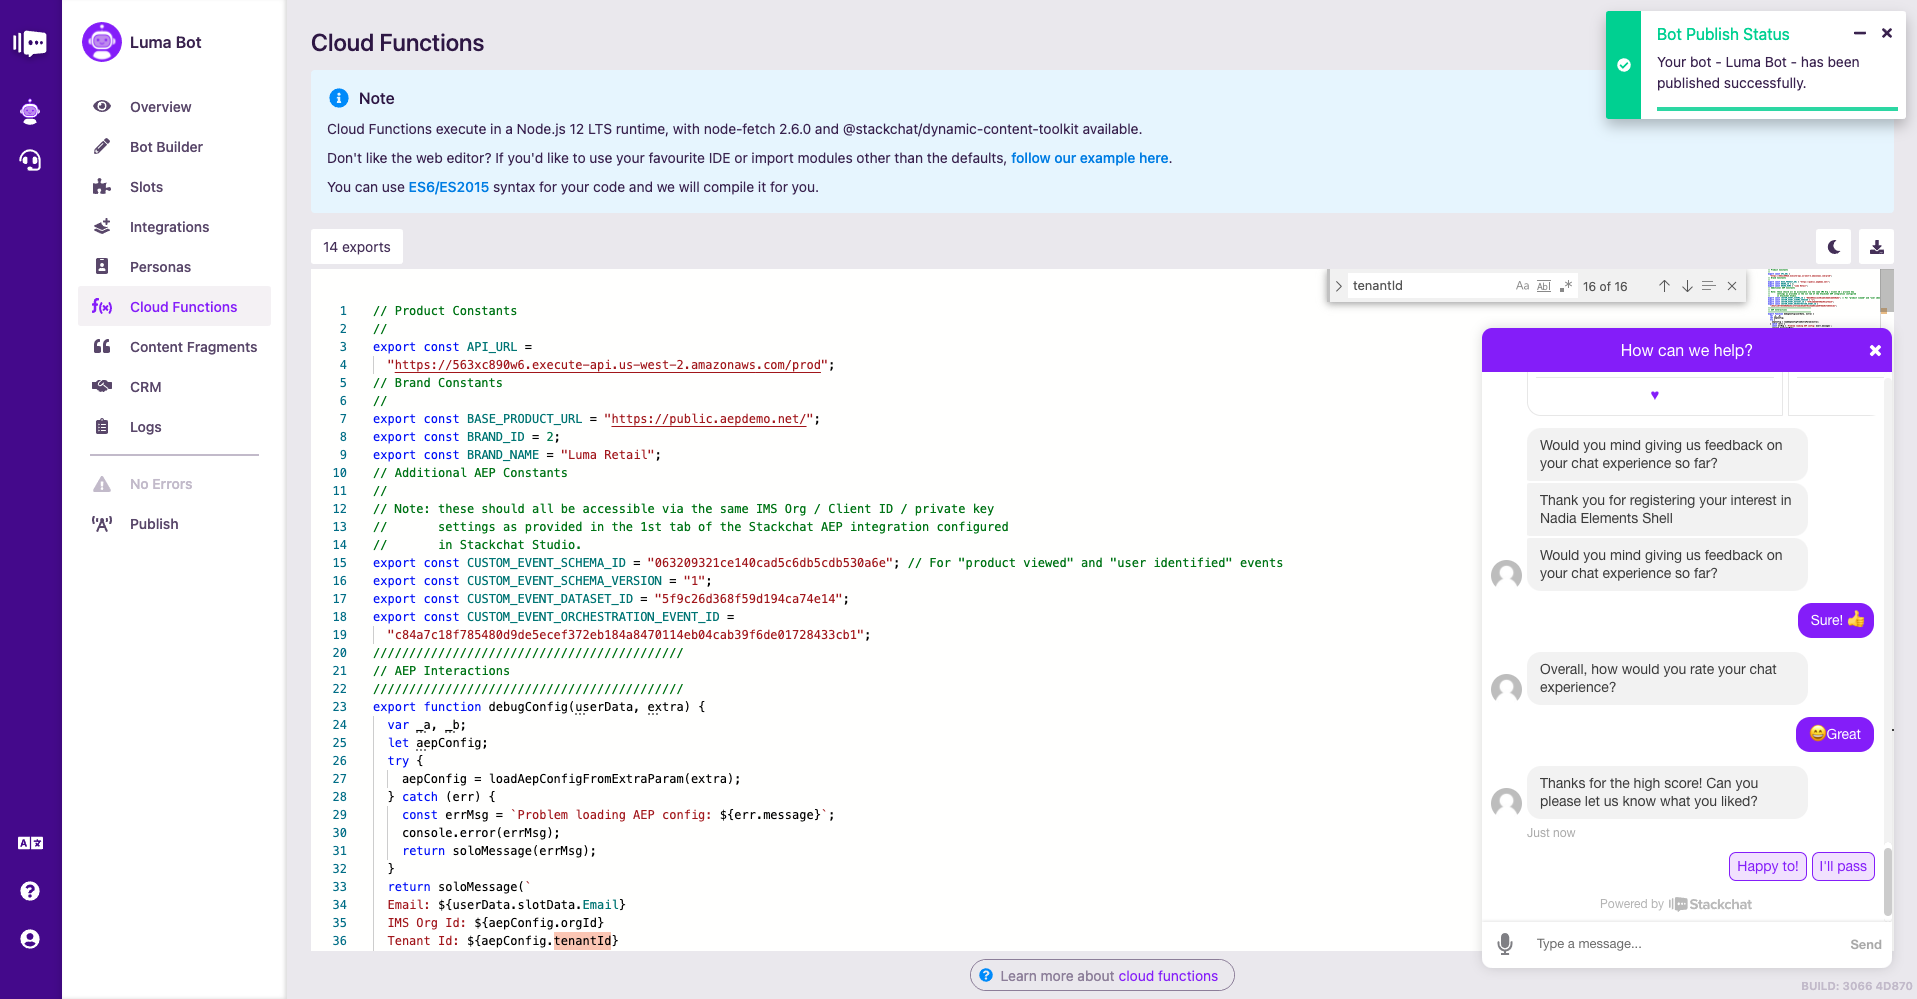 Luma Bot
Overview
Bot Builder
Slots
Integrations
Personas
f(x) Cloud Functions
Content Fragments
CRM
Logs
No Errors
Publish
Cloud Functions
Note
Cloud Functions execute in a Node.js 12 LTS runtime, with node-fetch 2.6.0 and @stackchat/dynamic-content-toolkit available.
Don't like the web editor? If you'd like to use your favourite IDE or import modules other than the defaults, follow our example here.
You can use ES6/ES2015 syntax for your code and we will compile it for you.
Bot Publish Status
Your bot - Luma Bot - has been
published successfully.
14 exports
tenantId
Aa Abl .* 16 of 16
1 // Product Constants
2 //
3 export const API_URL =
4 "https://563xc890w6.execute-api.us-west-2.amazonaws.com/prod";
5 // Brand Constants
6 //
7 export const BASE_PRODUCT_URL = "https://public.aepdemo.net/";
8 export const BRAND_ID = 2;
9 export const BRAND_NAME = "Luma Retail";
10 // Additional AEP Constants
11 //
12 // Note: these should all be accessible via the same IMS Org / Client ID / private key
13 // settings as provided in the 1st tab of the Stackchat AEP integration configured
14 // in Stackchat Studio.
15 export const CUSTOM_EVENT_SCHEMA_ID = "063209321ce140cad5c6db5cdb530a6e"; // For "product viewed" and "user identified" events
16 export const CUSTOM_EVENT_SCHEMA_VERSION = "1";
17 export const CUSTOM_EVENT_DATASET_ID = "5f9c26d368f59d194ca74e14";
18 export const CUSTOM_EVENT_ORCHESTRATION_EVENT_ID =
19 "c84a7c18f785480d9de5ecef372eb184a8470114eb04cab39f6de01728433cb1";
20 ///////////////////////////////////////////
21 // AEP Interactions
22 ///////////////////////////////////////////
23 export function debugConfig(userData, extra) {
24 var _a, _b;
25 let aepConfig;
26 try {
27 aepConfig = loadAepConfigFromExtraParam(extra);
28 } catch (err) {
29 const errMsg = `Problem loading AEP config: ${err.message}`;
30 console.error(errMsg);
31 return soloMessage(errMsg);
32 }
33 return soloMessage(`
34 Email: ${userData.slotData.Email}
35 IMS Org Id: ${aepConfig.orgId}
36 Tenant Id: ${aepConfig.tenantId}
How can we help?
♥
Would you mind giving us feedback on
your chat experience so far?
Thank you for registering your interest in
Nadia Elements Shell
Would you mind giving us feedback on
your chat experience so far?
Sure! 👍
Overall, how would you rate your chat
experience?
😄Great
Thanks for the high score! Can you
please let us know what you liked?
Just now
Happy to! I'll pass
Powered by Stackchat
Type a message... Send
Learn more about cloud functions
BUILD: 3066 4D870